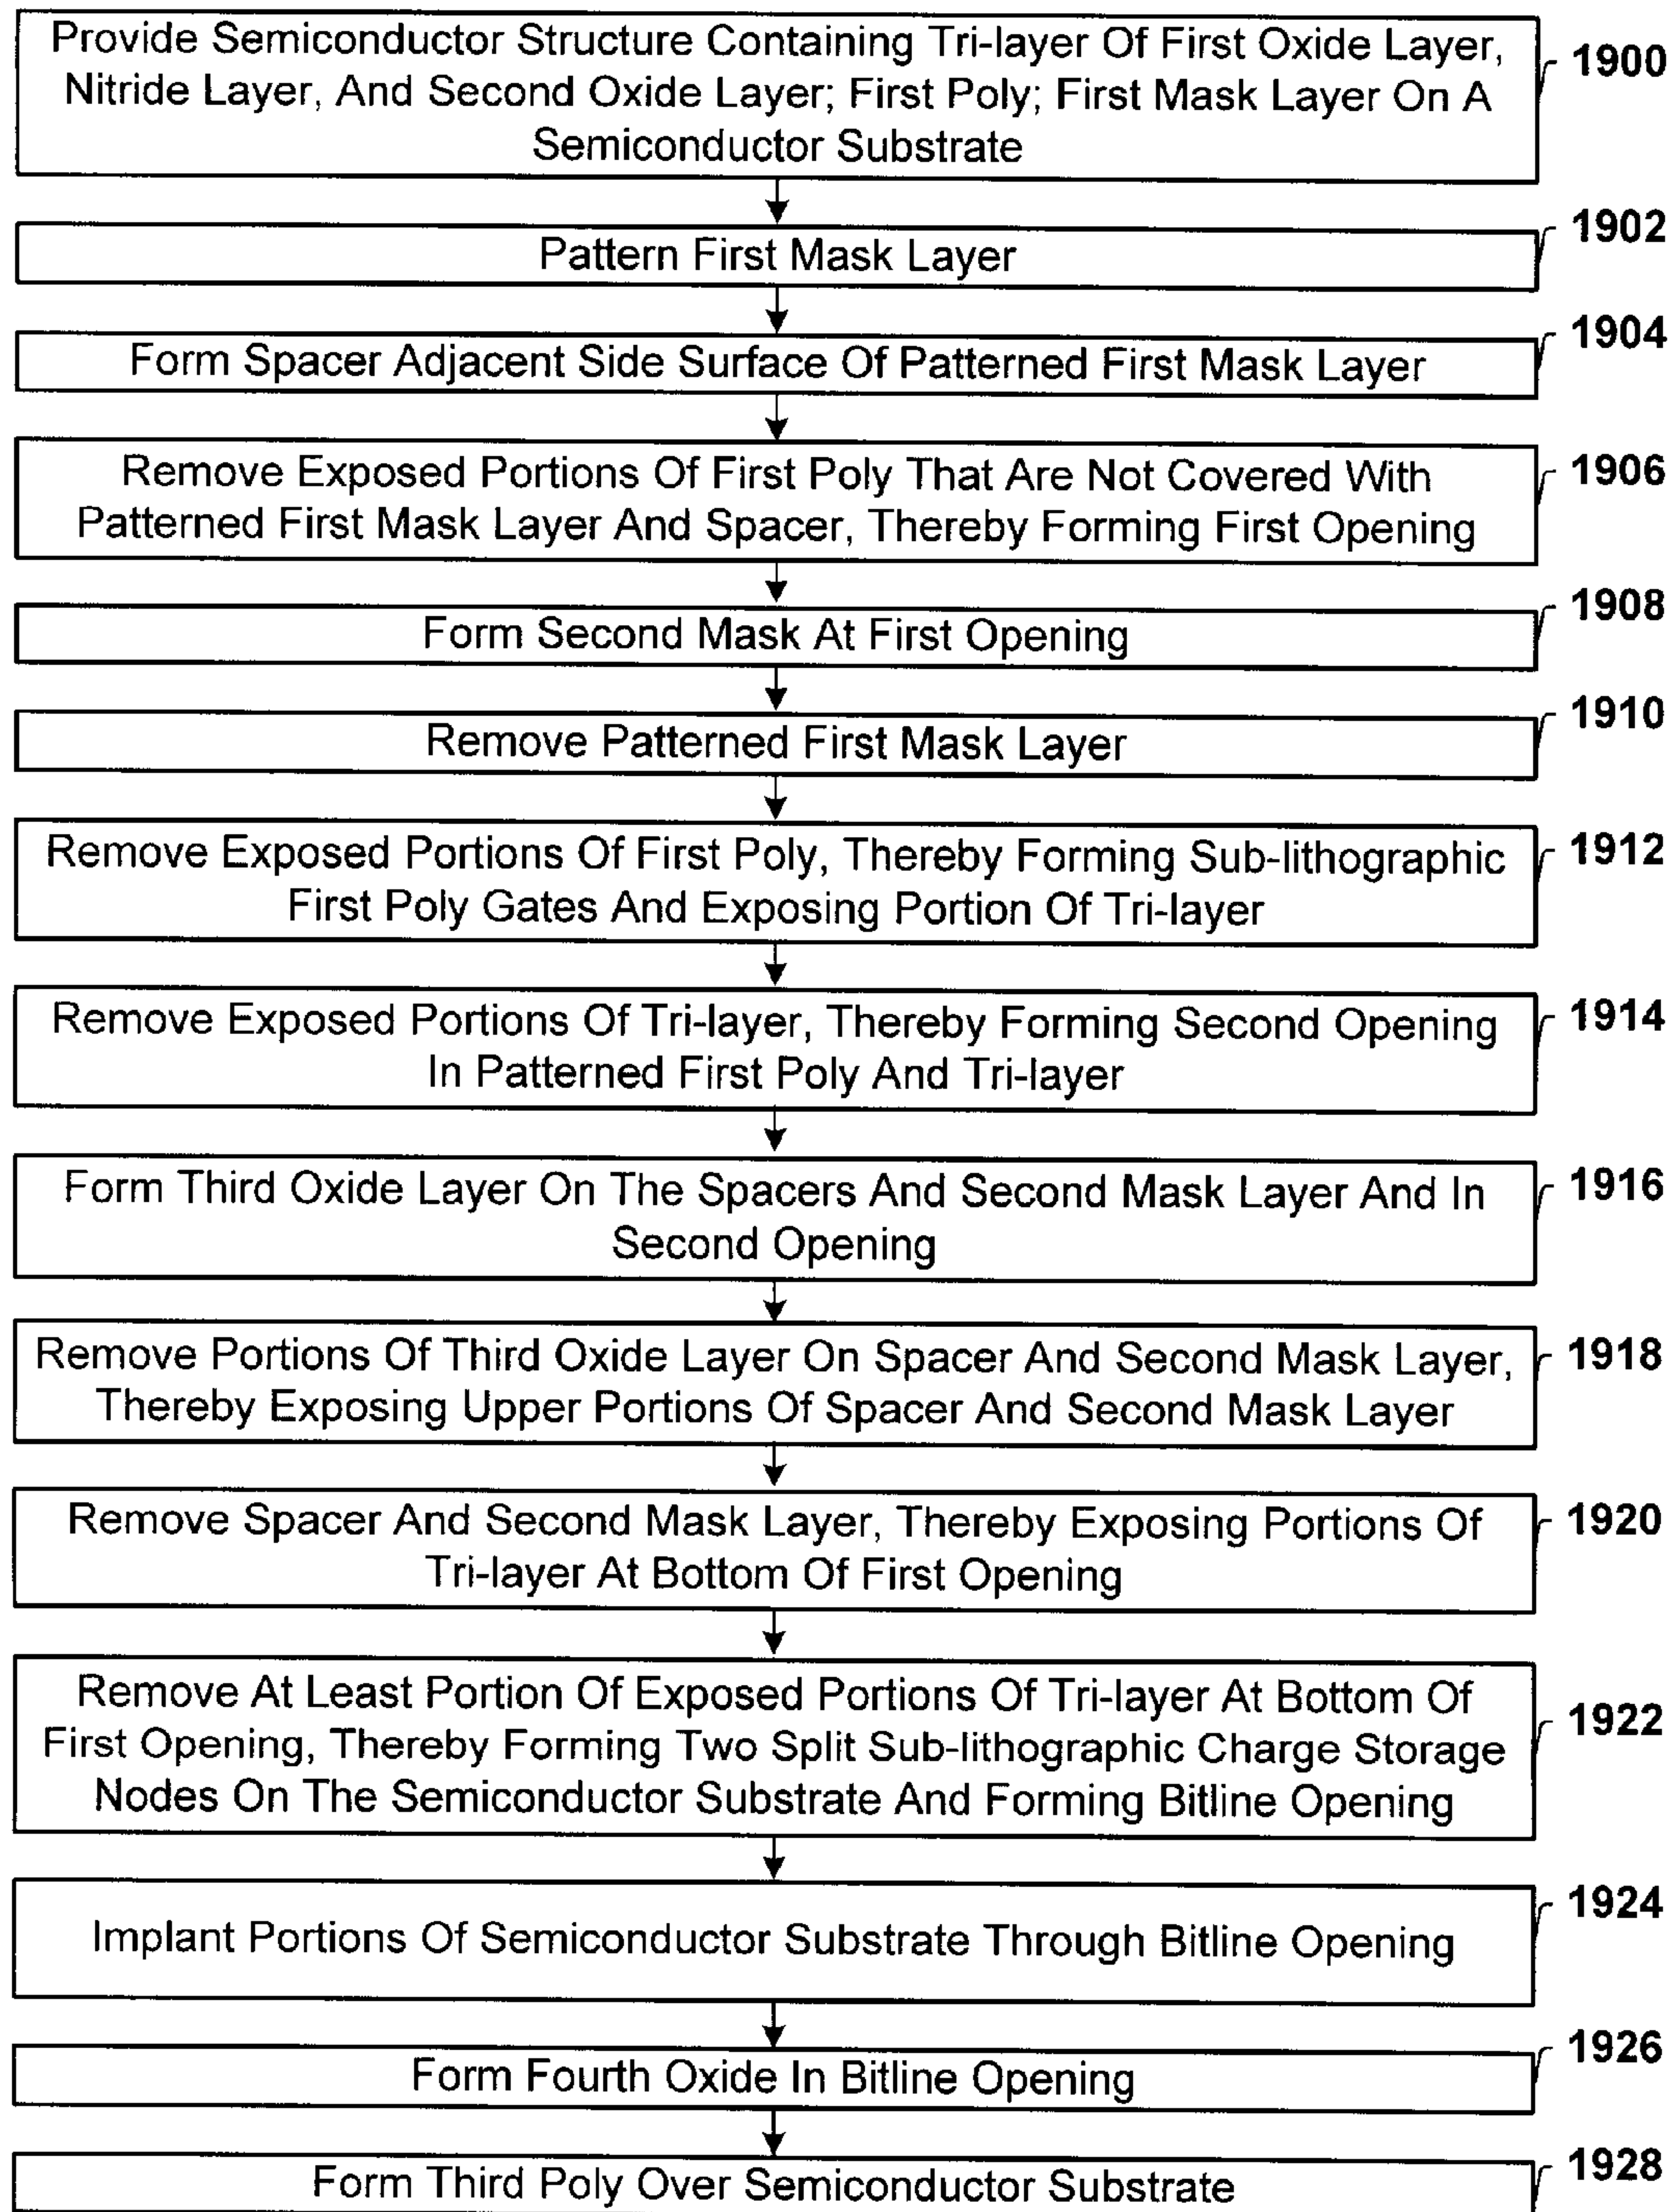 Provide Semiconductor Structure Containing Tri-layer Of First Oxide Layer,
Nitride Layer, And Second Oxide Layer; First Poly; First Mask Layer On A
Semiconductor Substrate
1900
Pattern First Mask Layer
1902
Form Spacer Adjacent Side Surface Of Patterned First Mask Layer
1904
Remove Exposed Portions Of First Poly That Are Not Covered With
Patterned First Mask Layer And Spacer, Thereby Forming First Opening
1906
Form Second Mask At First Opening
1908
Remove Patterned First Mask Layer
1910
Remove Exposed Portions Of First Poly, Thereby Forming Sub-lithographic
First Poly Gates And Exposing Portion Of Tri-layer
1912
Remove Exposed Portions Of Tri-layer, Thereby Forming Second Opening
In Patterned First Poly And Tri-layer
1914
Form Third Oxide Layer On The Spacers And Second Mask Layer And In
Second Opening
1916
Remove Portions Of Third Oxide Layer On Spacer And Second Mask Layer,
Thereby Exposing Upper Portions Of Spacer And Second Mask Layer
1918
Remove Spacer And Second Mask Layer, Thereby Exposing Portions Of
Tri-layer At Bottom Of First Opening
1920
Remove At Least Portion Of Exposed Portions Of Tri-layer At Bottom Of
First Opening, Thereby Forming Two Split Sub-lithographic Charge Storage
Nodes On The Semiconductor Substrate And Forming Bitline Opening
1922
Implant Portions Of Semiconductor Substrate Through Bitline Opening
1924
Form Fourth Oxide In Bitline Opening
1926
Form Third Poly Over Semiconductor Substrate
1928